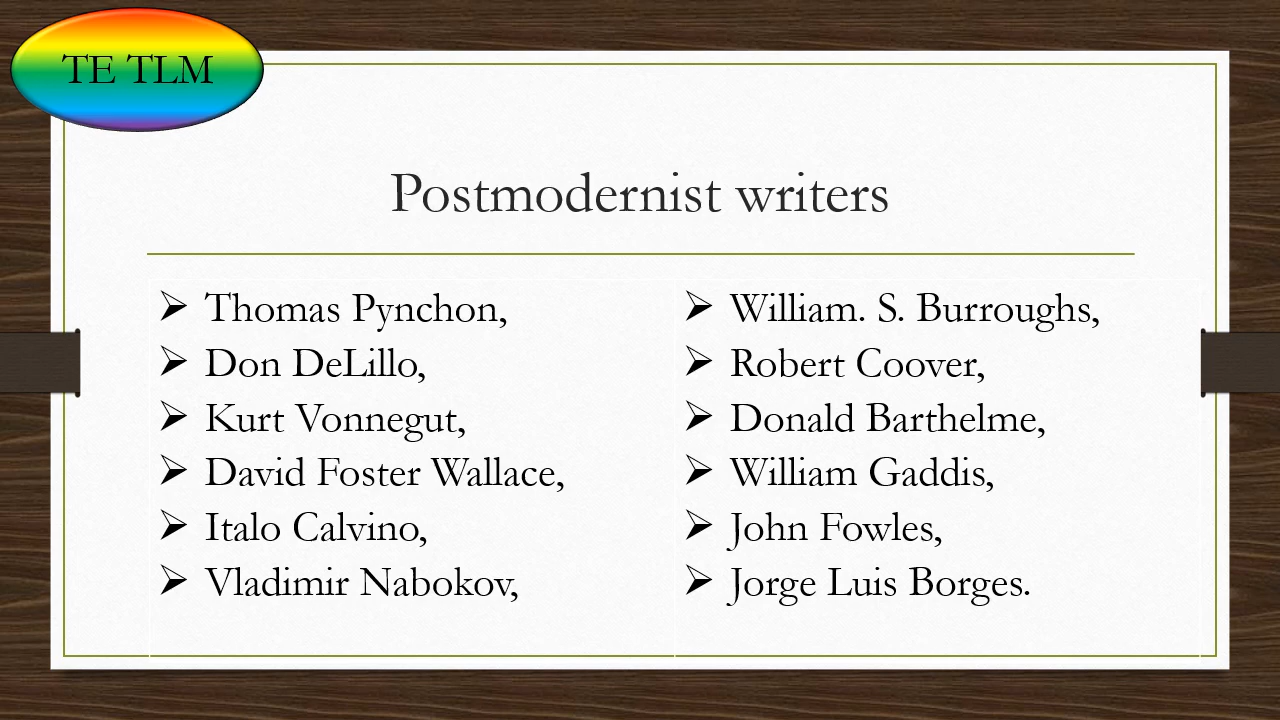 TE TLM
Postmodernist writers
➢ Thomas Pynchon,
➢ Don DeLillo,
➢ Kurt Vonnegut,
➢ David Foster Wallace,
➢ Italo Calvino,
➢ Vladimir Nabokov,
➢ William. S. Burroughs,
➢ Robert Coover,
➢ Donald Barthelme,
➢ William Gaddis,
➢ John Fowles,
➢ Jorge Luis Borges.